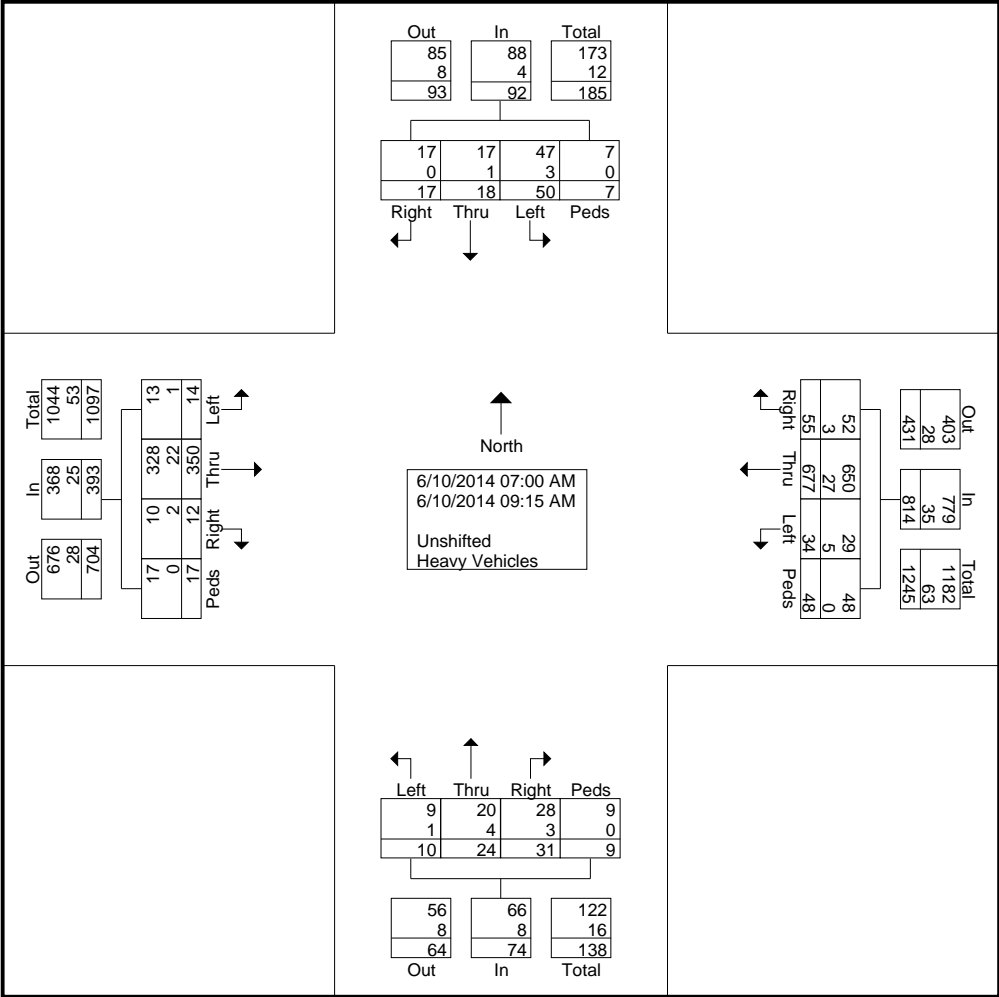 Out In Total
85 88 173
8 4 12
93 92 185
17 17 47 7
0 1 3 0
17 18 50 7
Right Thru Left Peds
Total
1044
53
1097
In
368
25
393
Out
676
28
704
13
1
14
Left
328
22
350
Thru
10
2
12
Right
17
0
17
Peds
North
6/10/2014 07:00 AM
6/10/2014 09:15 AM
Unshifted
Heavy Vehicles
Right
55
3
52
Thru
677
27
650
Left
34
5
29
Peds
48
0
48
Out
403
28
431
In
779
35
814
Total
1182
63
1245
Left Thru Right Peds
9 20 28 9
1 4 3 0
10 24 31 9
56 66 122
8 8 16
64 74 138
Out In Total